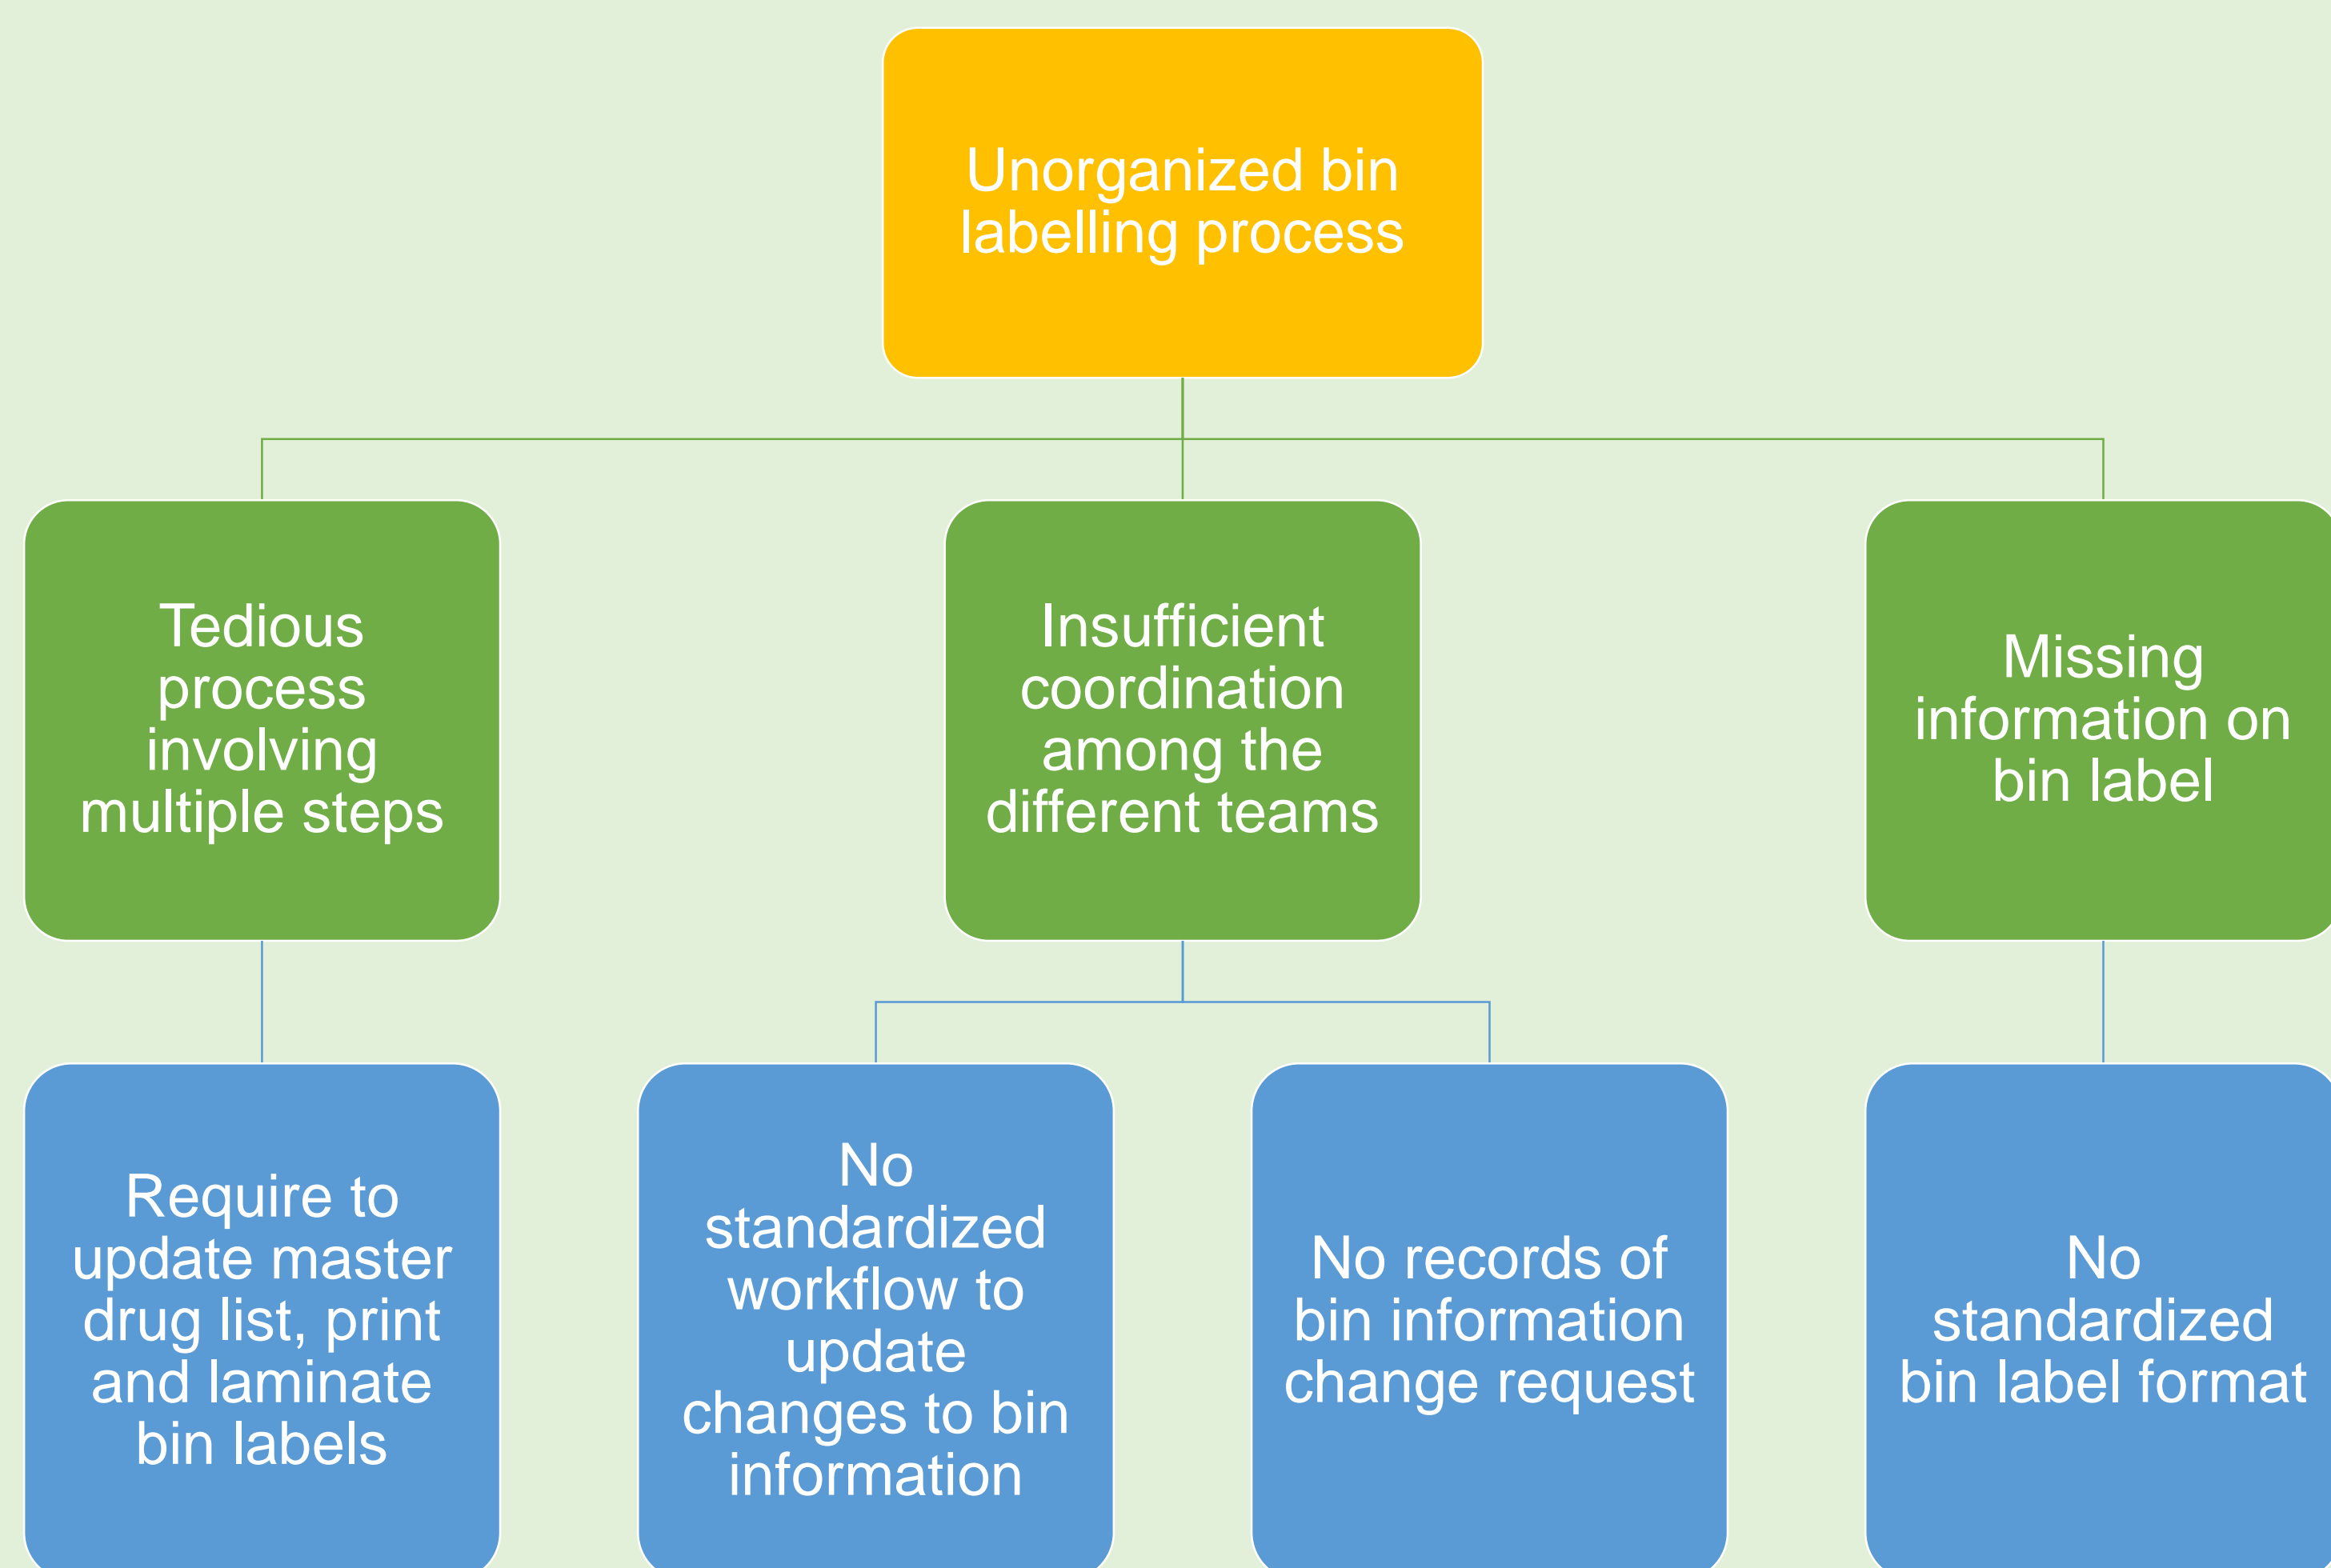 Unorganized bin
labelling process
Tedious
process
involving
multiple steps
Insufficient
coordination
among the
different teams
Missing
information on
bin label
Require to
update master
drug list, print
and laminate
bin labels
No
standardized
workflow to
update
changes to bin
information
No records of
bin information
change request
No
standardized
bin label format